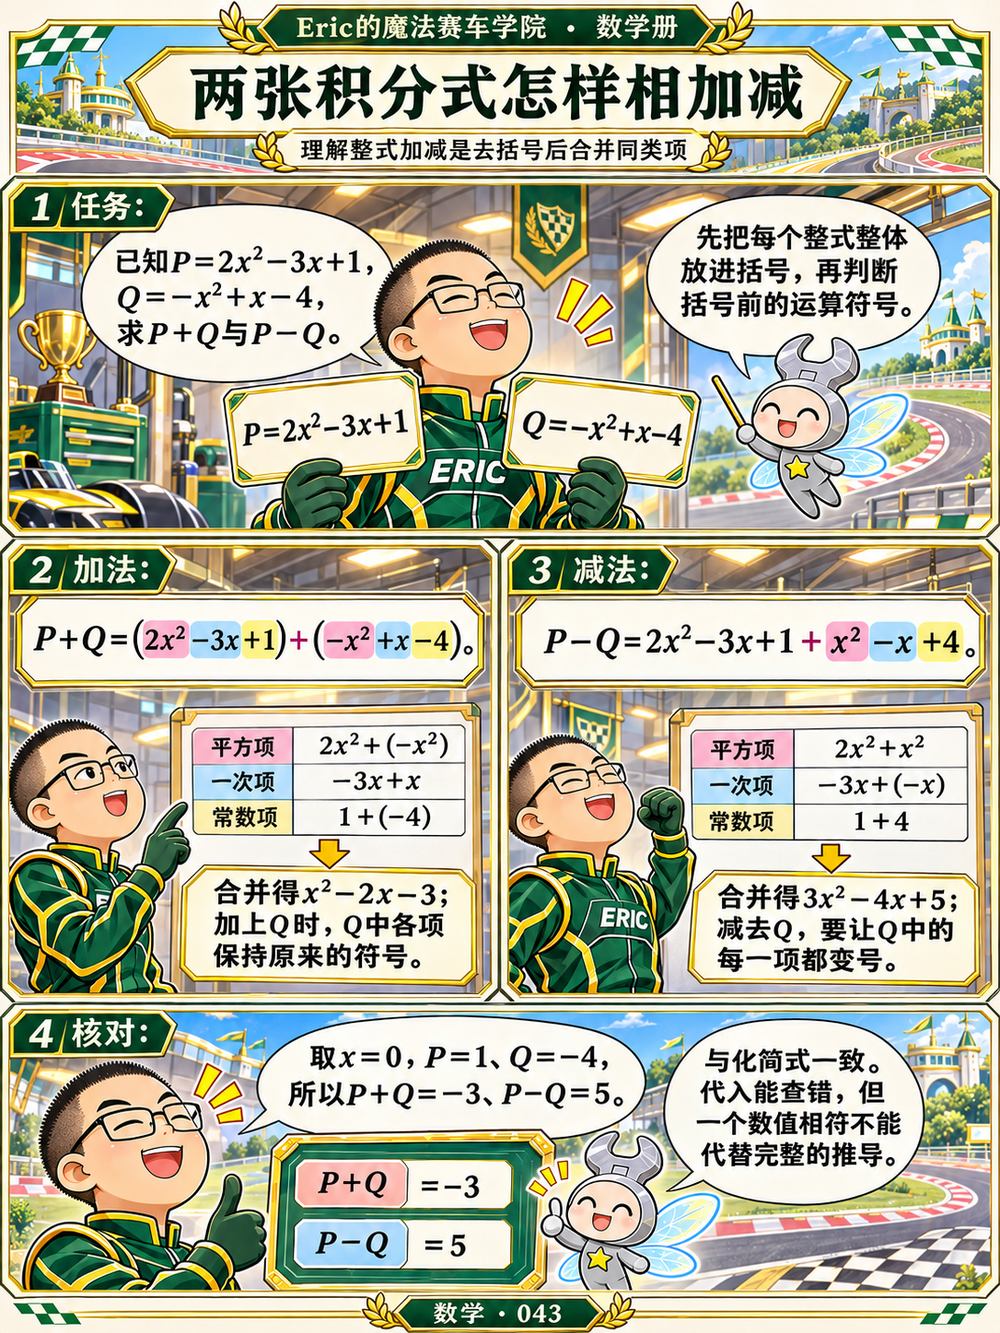 Eric的魔法赛车学院 · 数学册
两张积分式怎样相加减
理解整式加减是去括号后合并同类项
1 任务：
已知P=2x²−3x+1，
Q=−x²+x−4，
求P+Q与P−Q。
先把每个整式整体
放进括号，再判断
括号前的运算符号。
P=2x²−3x+1
Q=−x²+x−4
ERIC
2 加法：
P+Q=(2x²−3x+1)+(−x²+x−4)。
平方项 2x²+(−x²)
一次项 −3x+x
常数项 1+(−4)
合并得x²−2x−3；
加上Q时，Q中各项
保持原来的符号。
3 减法：
P−Q=2x²−3x+1+x²−x+4。
平方项 2x²+x²
一次项 −3x+(−x)
常数项 1+4
ERIC
合并得3x²−4x+5；
减去Q，要让Q中的
每一项都变号。
4 核对：
取x=0，P=1、Q=−4，
所以P+Q=−3、P−Q=5。
与化简式一致。
代入能查错，但
一个数值相符不能
代替完整的推导。
P+Q =−3
P−Q =5
数学 · 043